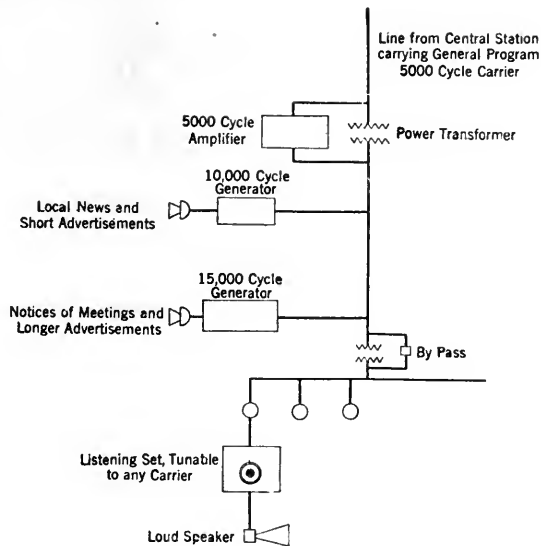 Line from Central Station
carrying General Program
5000 Cycle Carrier
5000 Cycle
Amplifier
Power Transformer
10,000 Cycle
Generator
Local News and
Short Advertisements
15,000 Cycle
Generator
Notices of Meetings and
Longer Advertisements
By Pass
Listening Set, Tunable
to any Carrier
Loud Speaker